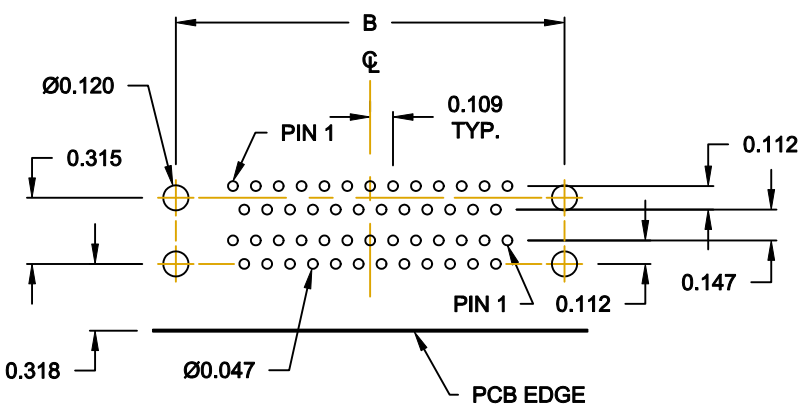 B
℄
Ø0.120
0.109
TYP.
PIN 1
0.112
0.315
PIN 1
0.112
0.147
0.318
Ø0.047
PCB EDGE